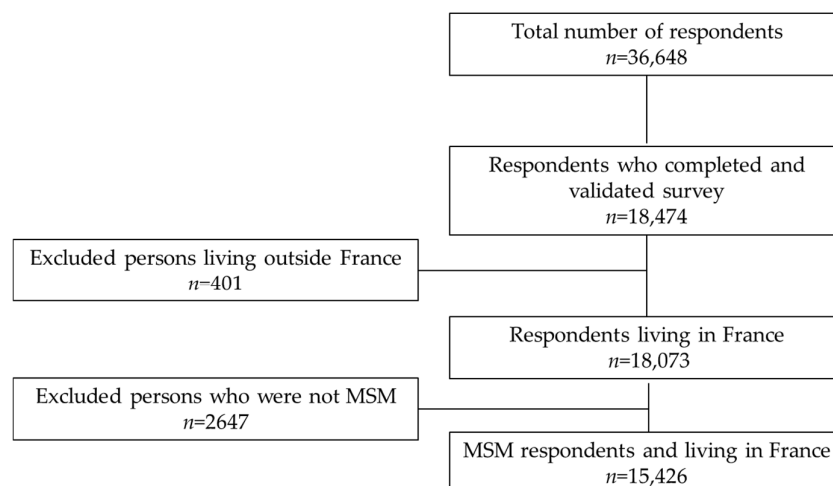 Total number of respondents
n=36,648
Respondents who completed and
validated survey
n=18,474
Excluded persons living outside France
n=401
Respondents living in France
n=18,073
Excluded persons who were not MSM
n=2647
MSM respondents and living in France
n=15,426